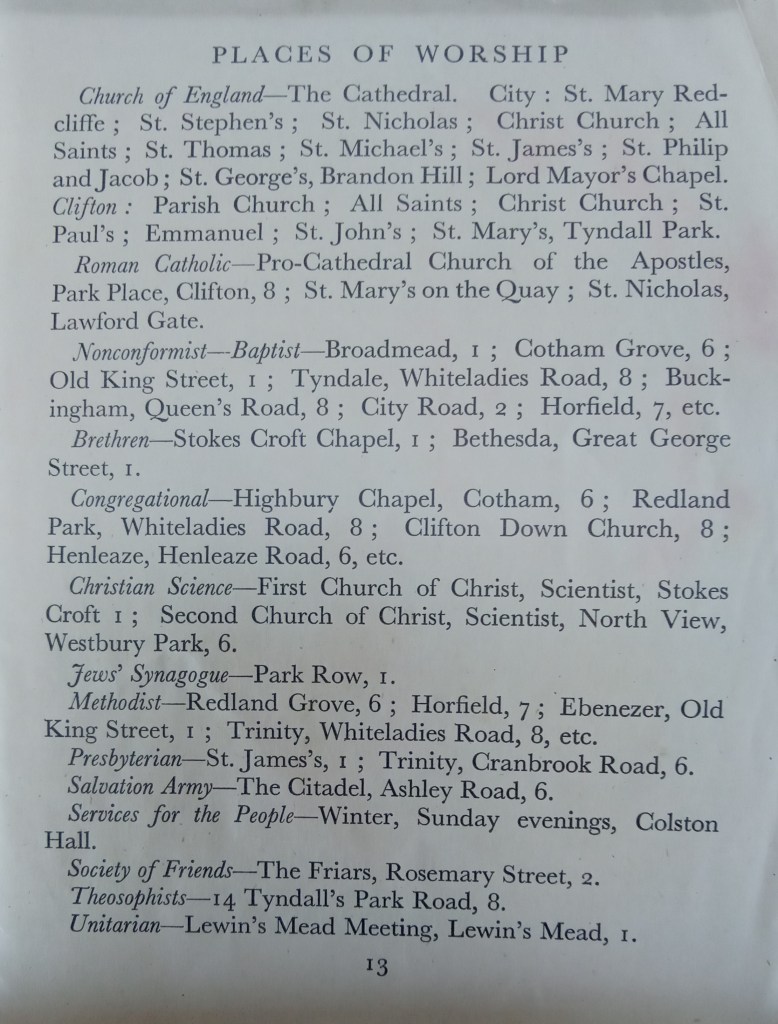 PLACES OF WORSHIP
Church of England—The Cathedral. City : St. Mary Red-
cliffe ; St. Stephen's ; St. Nicholas ; Christ Church ; All
Saints ; St. Thomas ; St. Michael's ; St. James's ; St. Philip
and Jacob ; St. George's, Brandon Hill ; Lord Mayor's Chapel.
Clifton : Parish Church ; All Saints ; Christ Church ; St.
Paul's ; Emmanuel ; St. John's ; St. Mary's, Tyndall Park.
Roman Catholic—Pro-Cathedral Church of the Apostles,
Park Place, Clifton, 8 ; St. Mary's on the Quay ; St. Nicholas,
Lawford Gate.
Nonconformist—Baptist—Broadmead, 1 ; Cotham Grove, 6 ;
Old King Street, 1 ; Tyndale, Whiteladies Road, 8 ; Buck-
ingham, Queen's Road, 8 ; City Road, 2 ; Horfield, 7, etc.
Brethren—Stokes Croft Chapel, 1 ; Bethesda, Great George
Street, 1.
Congregational—Highbury Chapel, Cotham, 6 ; Redland
Park, Whiteladies Road, 8 ; Clifton Down Church, 8 ;
Henleaze, Henleaze Road, 6, etc.
Christian Science—First Church of Christ, Scientist, Stokes
Croft 1 ; Second Church of Christ, Scientist, North View,
Westbury Park, 6.
Jews' Synagogue—Park Row, 1.
Methodist—Redland Grove, 6 ; Horfield, 7 ; Ebenezer, Old
King Street, 1 ; Trinity, Whiteladies Road, 8, etc.
Presbyterian—St. James's, 1 ; Trinity, Cranbrook Road, 6.
Salvation Army—The Citadel, Ashley Road, 6.
Services for the People—Winter, Sunday evenings, Colston
Hall.
Society of Friends—The Friars, Rosemary Street, 2.
Theosophists—14 Tyndall's Park Road, 8.
Unitarian—Lewin's Mead Meeting, Lewin's Mead, 1.
13